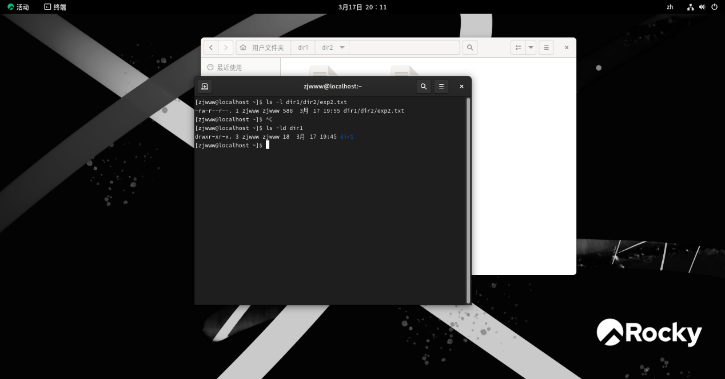 活动 终端 3月17日 20：11 zh
用户文件夹 dir1 dir2
最近使用
zjwww@localhost:~
[zjwww@localhost ~]$ ls -l dir1/dir2/exp2.txt
-rw-r--r--. 1 zjwww zjwww 586 3月 17 19:55 dir1/dir2/exp2.txt
[zjwww@localhost ~]$ ^C
[zjwww@localhost ~]$ ls -ld dir1
drwxr-xr-x. 3 zjwww zjwww 18 3月 17 19:45 dir1
[zjwww@localhost ~]$
Rocky